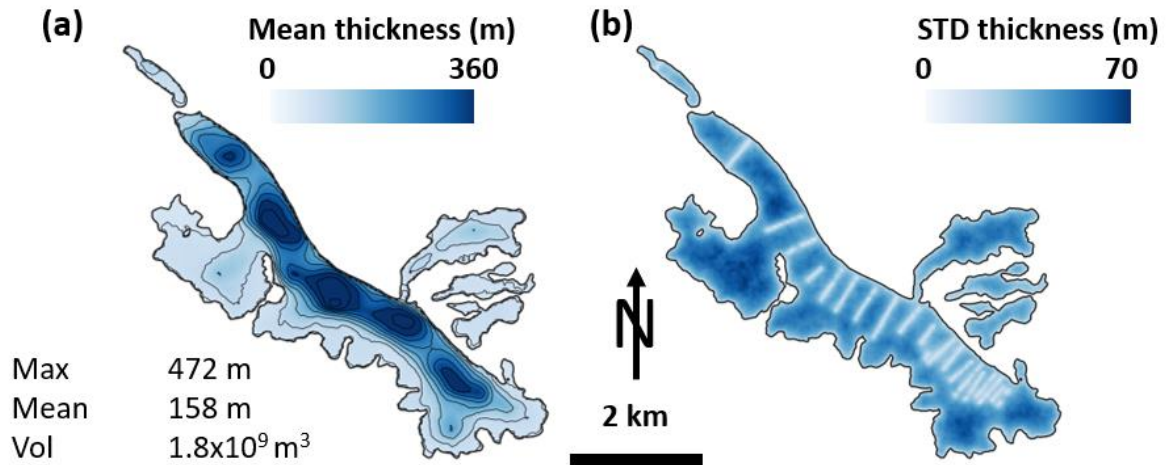 (a)
Mean thickness (m)
0 360
Max 472 m
Mean 158 m
Vol 1.8x10⁹ m³
(b)
STD thickness (m)
0 70
N
2 km